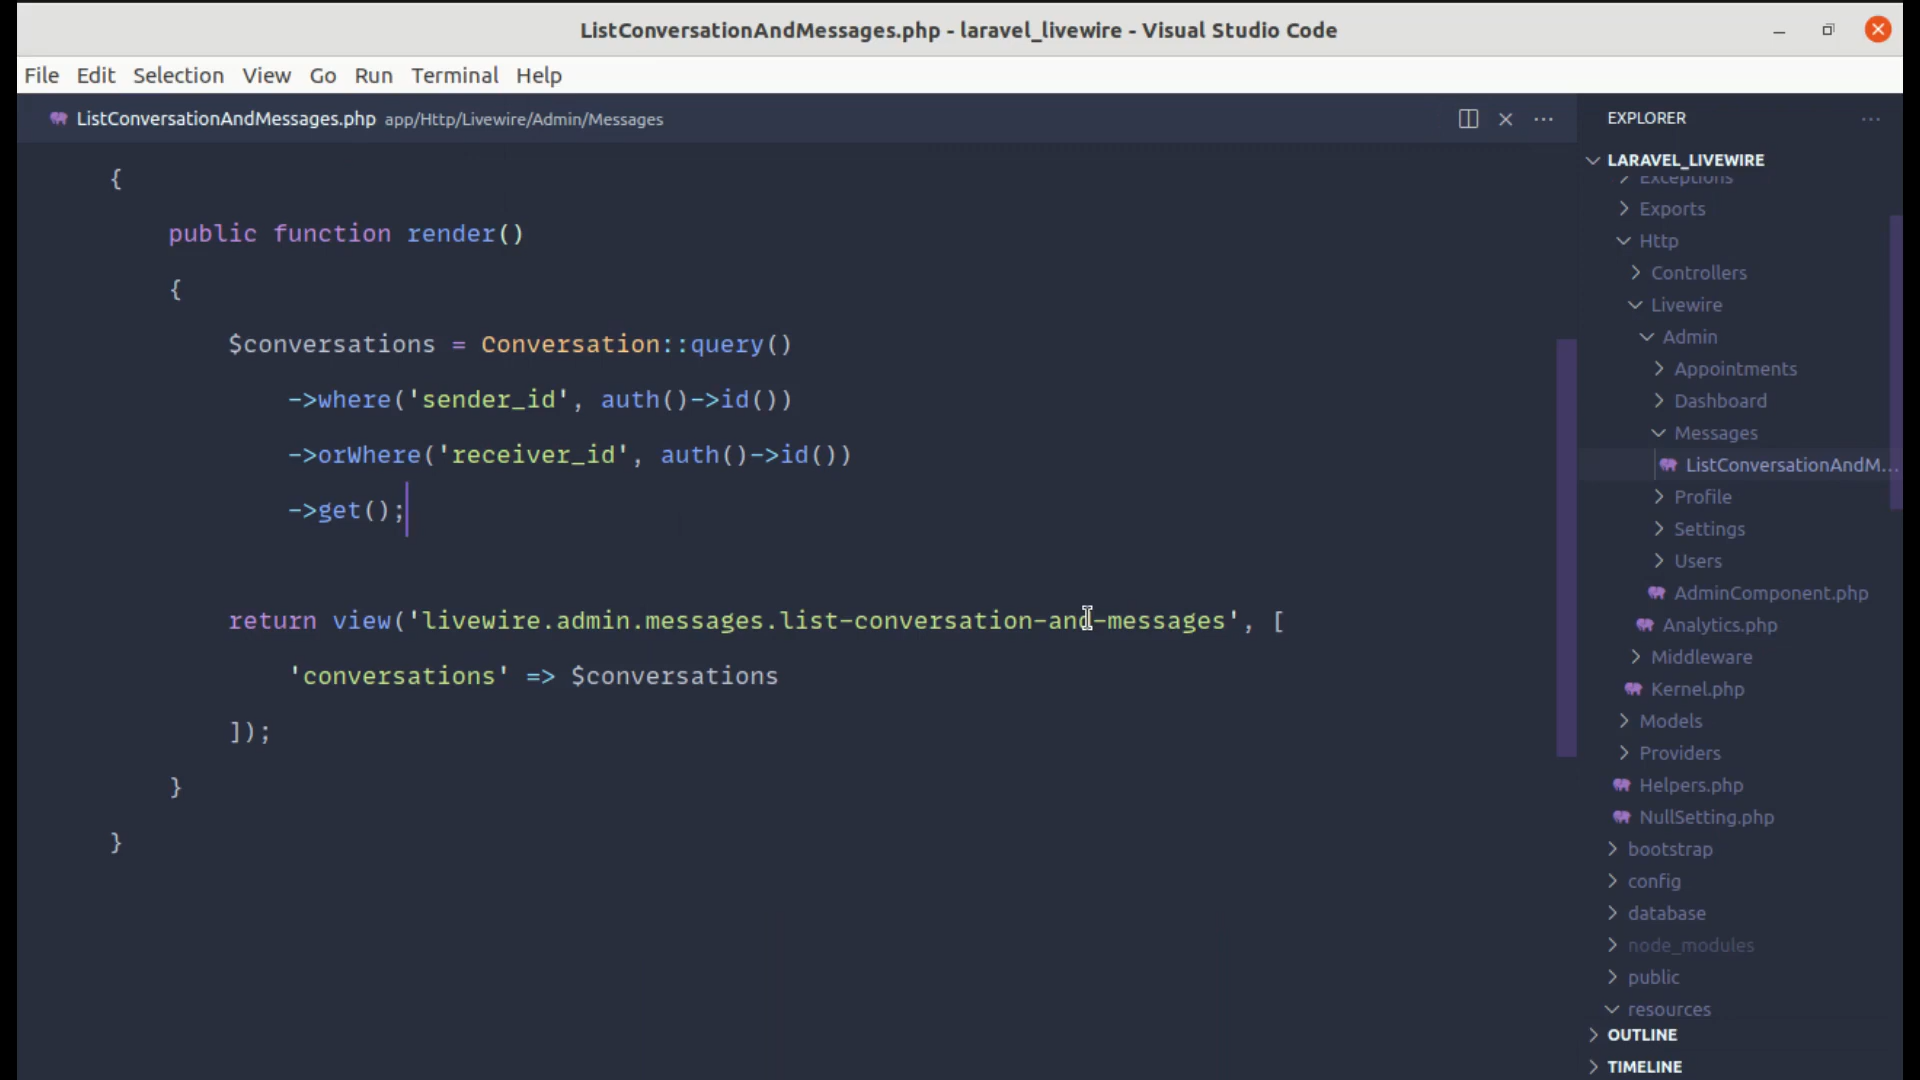 ListConversationAndMessages.php - laravel_livewire - Visual Studio Code
File Edit Selection View Go Run Terminal Help
ListConversationAndMessages.php app/Http/Livewire/Admin/Messages
{
public function render()
{
$conversations = Conversation::query()
->where('sender_id', auth()->id())
->orWhere('receiver_id', auth()->id())
->get();
return view('livewire.admin.messages.list-conversation-and-messages', [
'conversations' => $conversations
]);
}
}
EXPLORER
LARAVEL_LIVEWIRE
Exceptions
Exports
Http
Controllers
Livewire
Admin
Appointments
Dashboard
Messages
ListConversationAndM...
Profile
Settings
Users
AdminComponent.php
Analytics.php
Middleware
Kernel.php
Models
Providers
Helpers.php
NullSetting.php
bootstrap
config
database
node_modules
public
resources
OUTLINE
TIMELINE